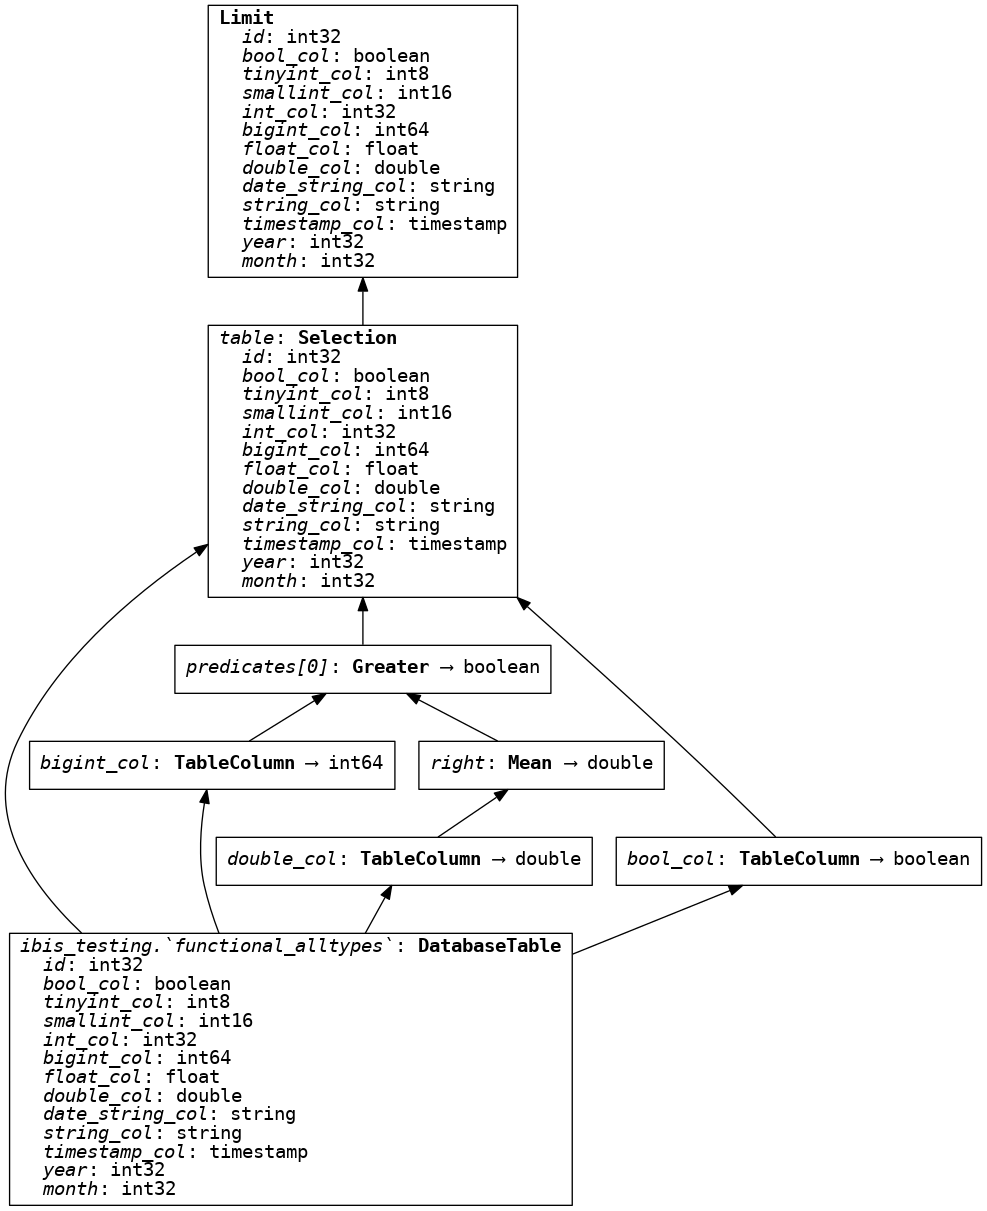 Limit
id: int32
bool_col: boolean
tinyint_col: int8
smallint_col: int16
int_col: int32
bigint_col: int64
float_col: float
double_col: double
date_string_col: string
string_col: string
timestamp_col: timestamp
year: int32
month: int32
table: Selection
id: int32
bool_col: boolean
tinyint_col: int8
smallint_col: int16
int_col: int32
bigint_col: int64
float_col: float
double_col: double
date_string_col: string
string_col: string
timestamp_col: timestamp
year: int32
month: int32
predicates[0]: Greater → boolean
bigint_col: TableColumn → int64
right: Mean → double
double_col: TableColumn → double
bool_col: TableColumn → boolean
ibis_testing.`functional_alltypes`: DatabaseTable
id: int32
bool_col: boolean
tinyint_col: int8
smallint_col: int16
int_col: int32
bigint_col: int64
float_col: float
double_col: double
date_string_col: string
string_col: string
timestamp_col: timestamp
year: int32
month: int32